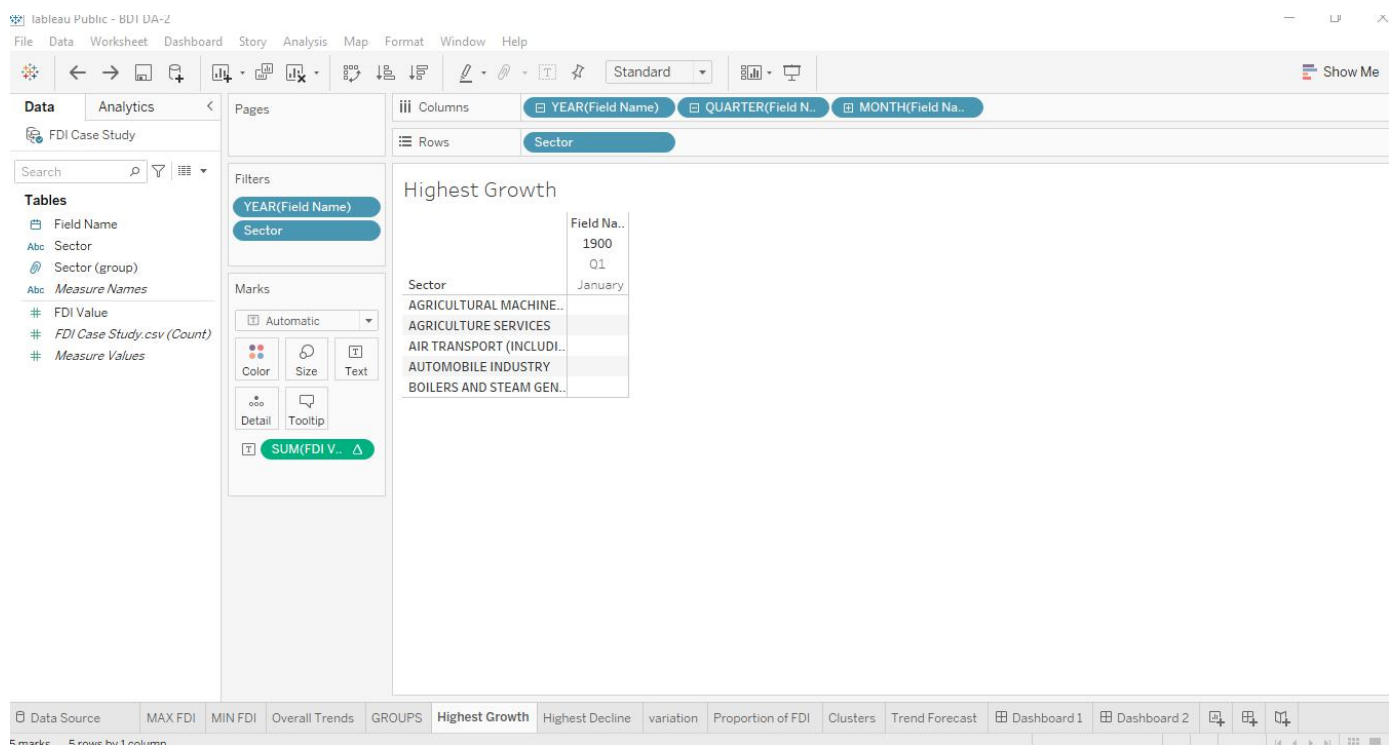 Tableau Public - BDT DA-2
File Data Worksheet Dashboard Story Analysis Map Format Window Help
Standard
Show Me
Data Analytics
FDI Case Study
Search
Tables
Field Name
Abc Sector
Sector (group)
Abc Measure Names
# FDI Value
# FDI Case Study.csv (Count)
# Measure Values
Pages
Filters
YEAR(Field Name)
Sector
Marks
T Automatic
Color Size Text
Detail Tooltip
SUM(FDI V..
Columns YEAR(Field Name) QUARTER(Field N.. MONTH(Field Na..
Rows Sector
Highest Growth
Field Na..
1900
Q1
Sector January
AGRICULTURAL MACHINE..
AGRICULTURE SERVICES
AIR TRANSPORT (INCLUDI..
AUTOMOBILE INDUSTRY
BOILERS AND STEAM GEN..
Data Source MAX FDI MIN FDI Overall Trends GROUPS Highest Growth Highest Decline variation Proportion of FDI Clusters Trend Forecast Dashboard 1 Dashboard 2
5 marks 5 rows by 1 column